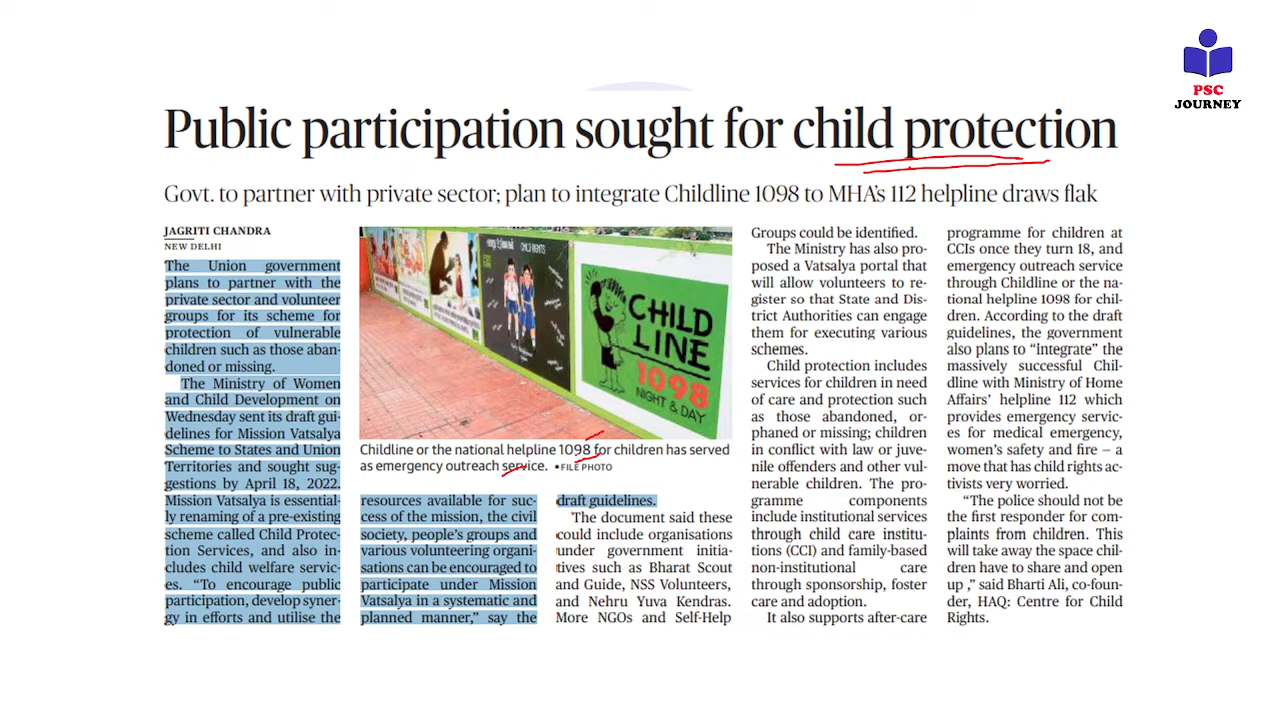 PSC
JOURNEY
Public participation sought for child protection
Govt. to partner with private sector; plan to integrate Childline 1098 to MHA's 112 helpline draws flak
JAGRITI CHANDRA
NEW DELHI
The Union government
plans to partner with the
private sector and volunteer
groups for its scheme for
protection of vulnerable
children such as those aban-
doned or missing.
The Ministry of Women
and Child Development on
Wednesday sent its draft gui-
delines for Mission Vatsalya
Scheme to States and Union
Territories and sought sug-
gestions by April 18, 2022.
Mission Vatsalya is essential-
ly renaming of a pre-existing
scheme called Child Protec-
tion Services, and also in-
cludes child welfare servic-
es. “To encourage public
participation, develop syner-
gy in efforts and utilise the
CHILD RIGHTS
CHILD
LINE
1098
NIGHT & DAY
Childline or the national helpline 1098 for children has served
as emergency outreach service. ▪FILE PHOTO
resources available for suc-
cess of the mission, the civil
society, people's groups and
various volunteering organi-
sations can be encouraged to
participate under Mission
Vatsalya in a systematic and
planned manner,” say the
draft guidelines.
The document said these
could include organisations
under government initia-
tives such as Bharat Scout
and Guide, NSS Volunteers,
and Nehru Yuva Kendras.
More NGOs and Self-Help
Groups could be identified.
The Ministry has also pro-
posed a Vatsalya portal that
will allow volunteers to re-
gister so that State and Dis-
trict Authorities can engage
them for executing various
schemes.
Child protection includes
services for children in need
of care and protection such
as those abandoned, or-
phaned or missing; children
in conflict with law or juve-
nile offenders and other vul-
nerable children. The pro-
gramme components
include institutional services
through child care institu-
tions (CCI) and family-based
non-institutional care
through sponsorship, foster
care and adoption.
It also supports after-care
programme for children at
CCIs once they turn 18, and
emergency outreach service
through Childline or the na-
tional helpline 1098 for chil-
dren. According to the draft
guidelines, the government
also plans to “integrate” the
massively successful Chil-
dline with Ministry of Home
Affairs' helpline 112 which
provides emergency servic-
es for medical emergency,
women's safety and fire – a
move that has child rights ac-
tivists very worried.
“The police should not be
the first responder for com-
plaints from children. This
will take away the space chil-
dren have to share and open
up ,” said Bharti Ali, co-foun-
der, HAQ: Centre for Child
Rights.